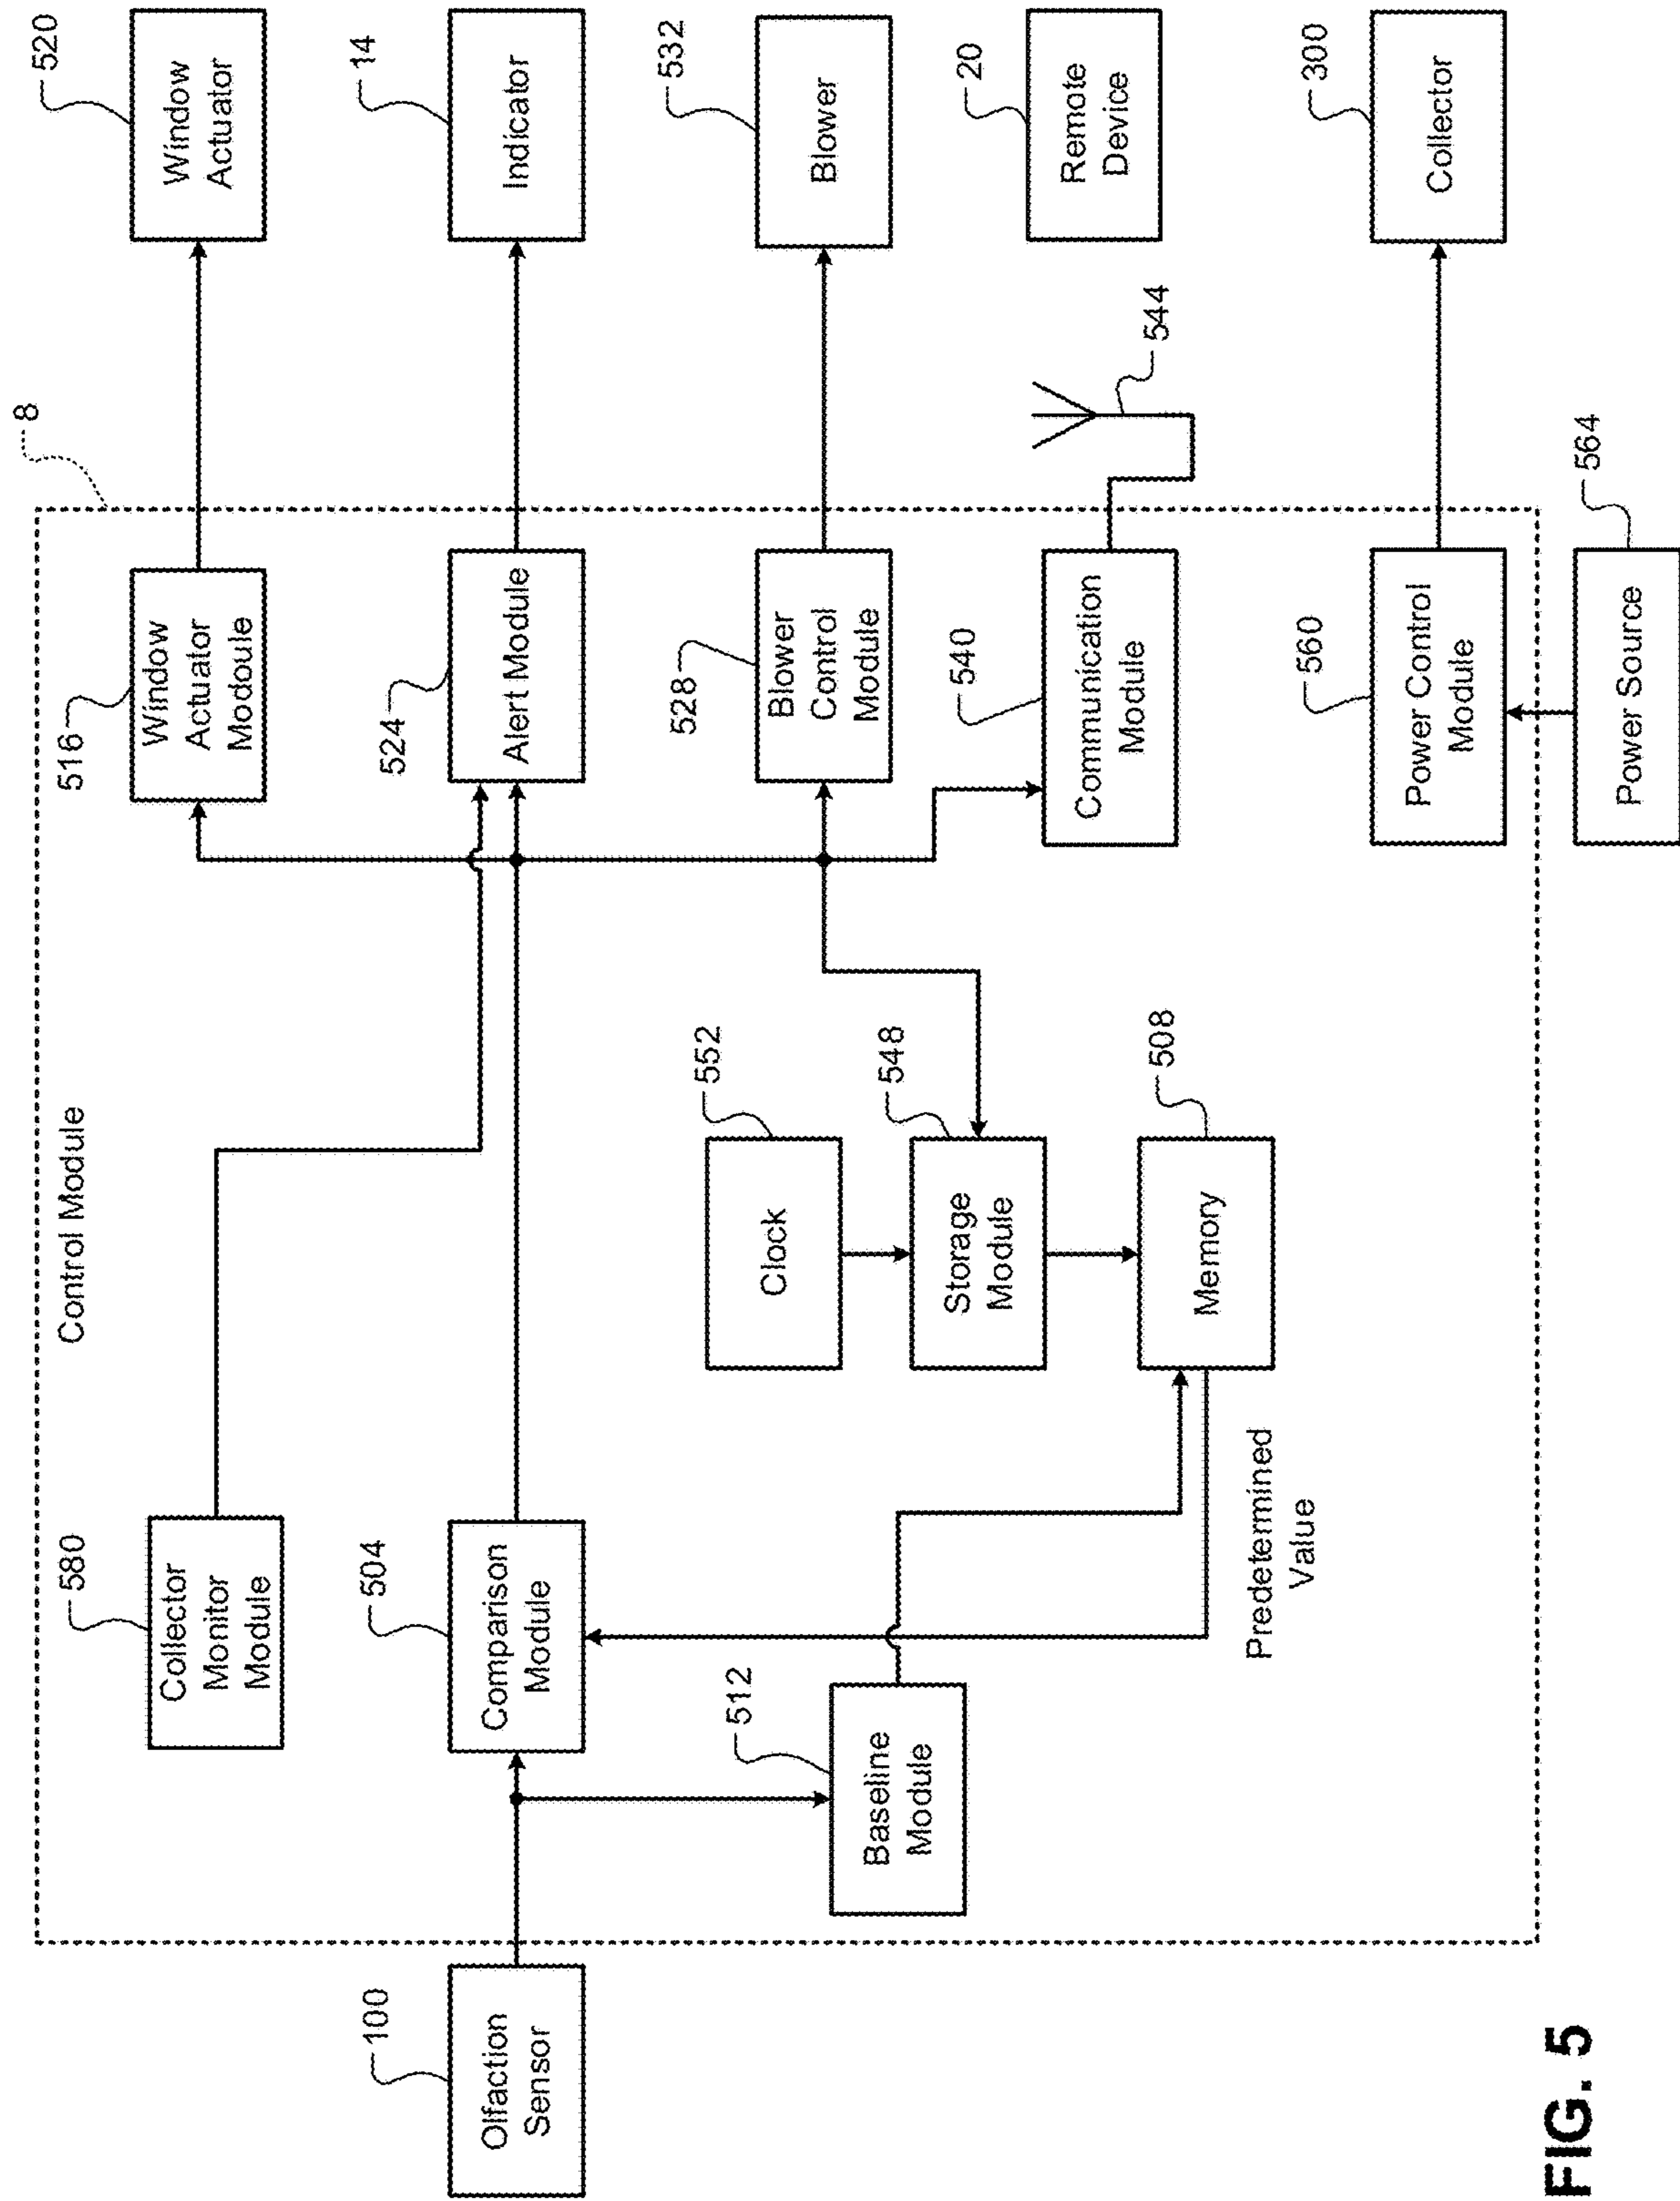 8
Control Module
580
Collector
Monitor
Module
516
Window
Actuator
Modoule
520
Window
Actuator
100
Olfaction
Sensor
504
Comparison
Module
524
Alert Module
14
Indicator
512
Baseline
Module
552
Clock
528
Blower
Control
Module
532
Blower
548
Storage
Module
540
Communication
Module
544
20
Remote
Device
508
Memory
Predetermined
Value
560
Power Control
Module
300
Collector
564
Power Source
FIG. 5